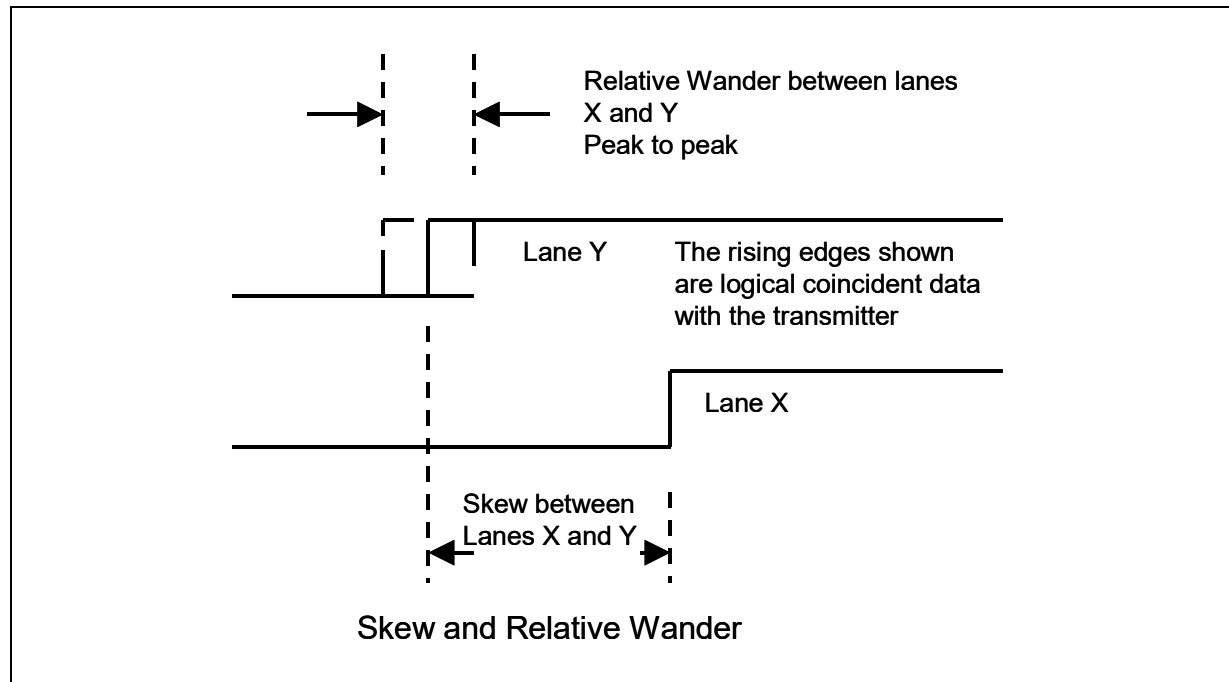 Relative Wander between lanes
X and Y
Peak to peak
Lane Y
The rising edges shown
are logical coincident data
with the transmitter
Lane X
Skew between
Lanes X and Y
Skew and Relative Wander